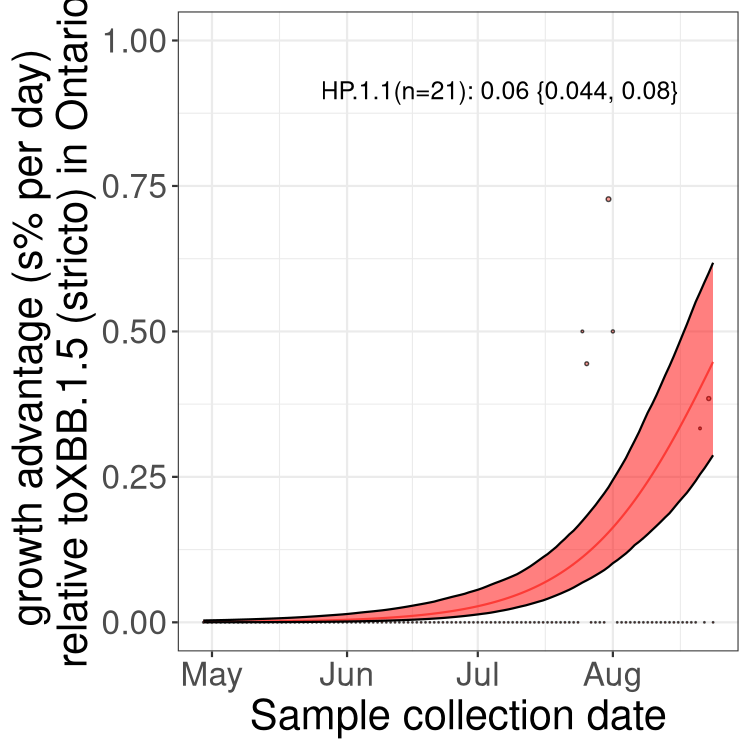 growth advantage (s% per day)
relative toXBB.1.5 (stricto) in Ontario
1.00
0.75
0.50
0.25
0.00
HP.1.1(n=21): 0.06 {0.044, 0.08}
May Jun Jul Aug
Sample collection date